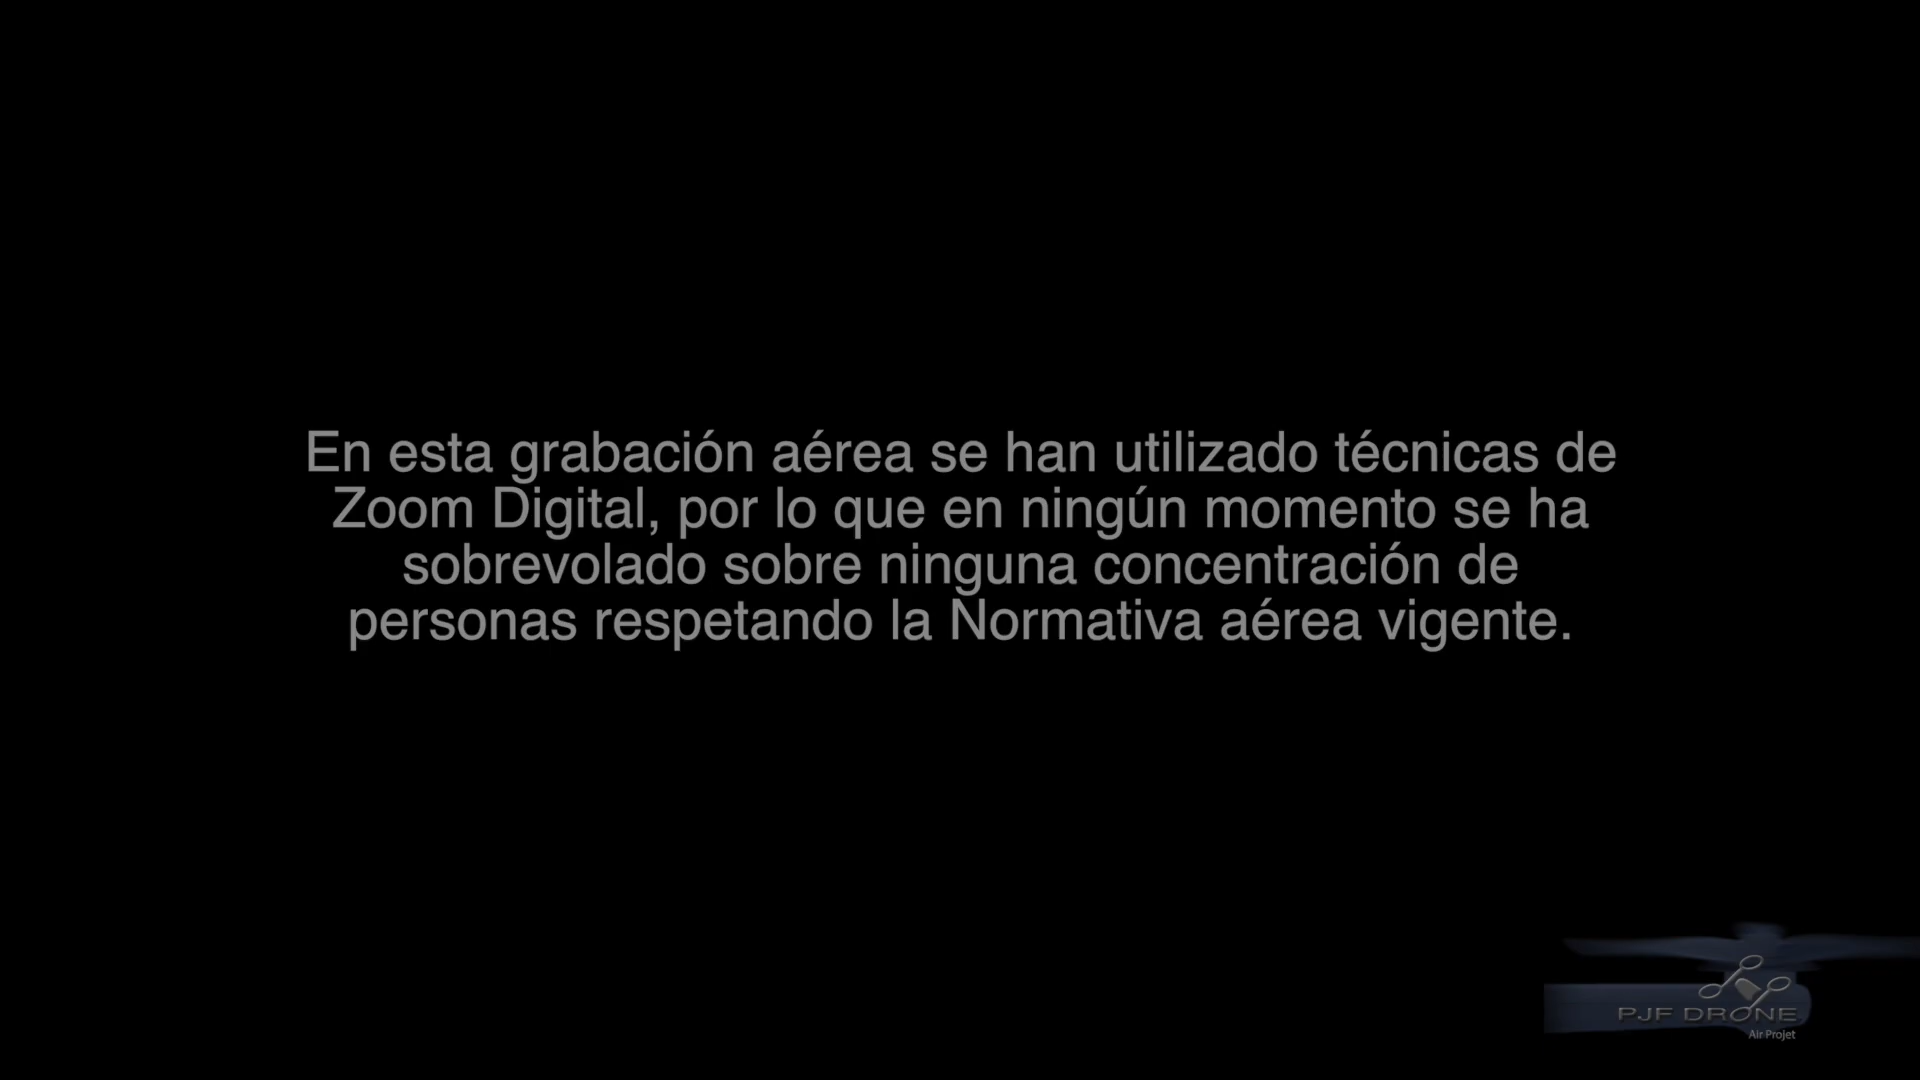 En esta grabación aérea se han utilizado técnicas de
Zoom Digital, por lo que en ningún momento se ha
sobrevolado sobre ninguna concentración de
personas respetando la Normativa aérea vigente.
PJF DRONE
Air Projet